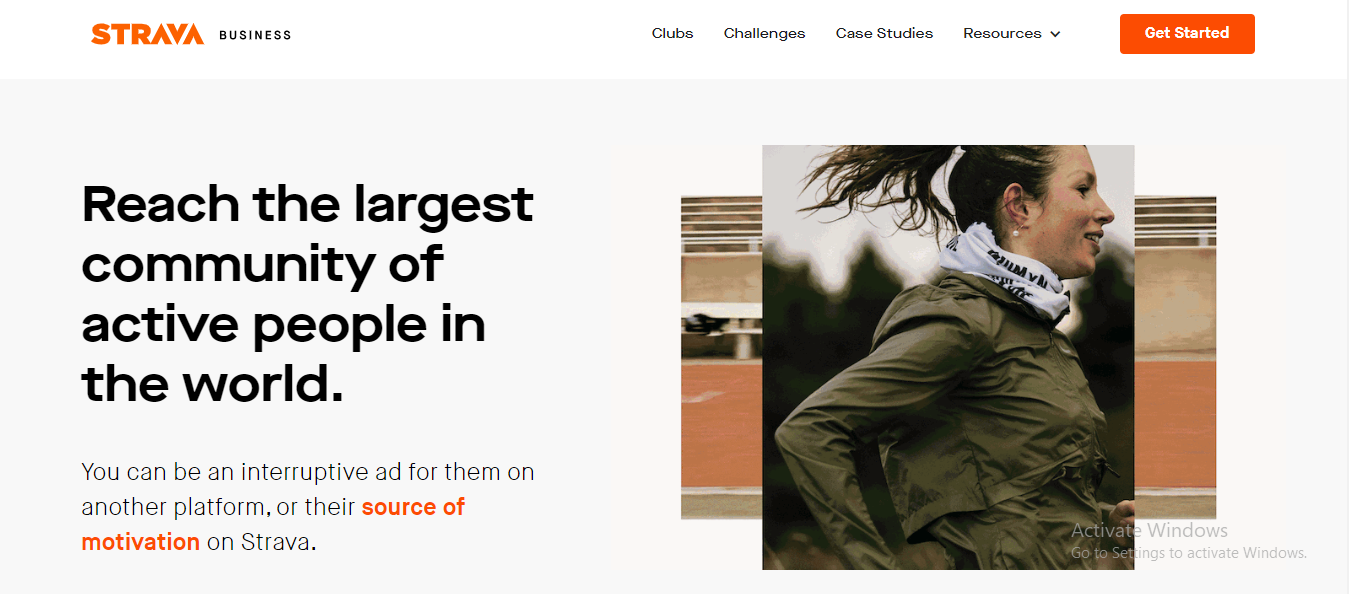 STRAVA BUSINESS
Clubs Challenges Case Studies Resources Get Started
Reach the largest
community of
active people in
the world.
You can be an interruptive ad for them on
another platform, or their source of
motivation on Strava.
Activate Windows
Go to Settings to activate Windows.